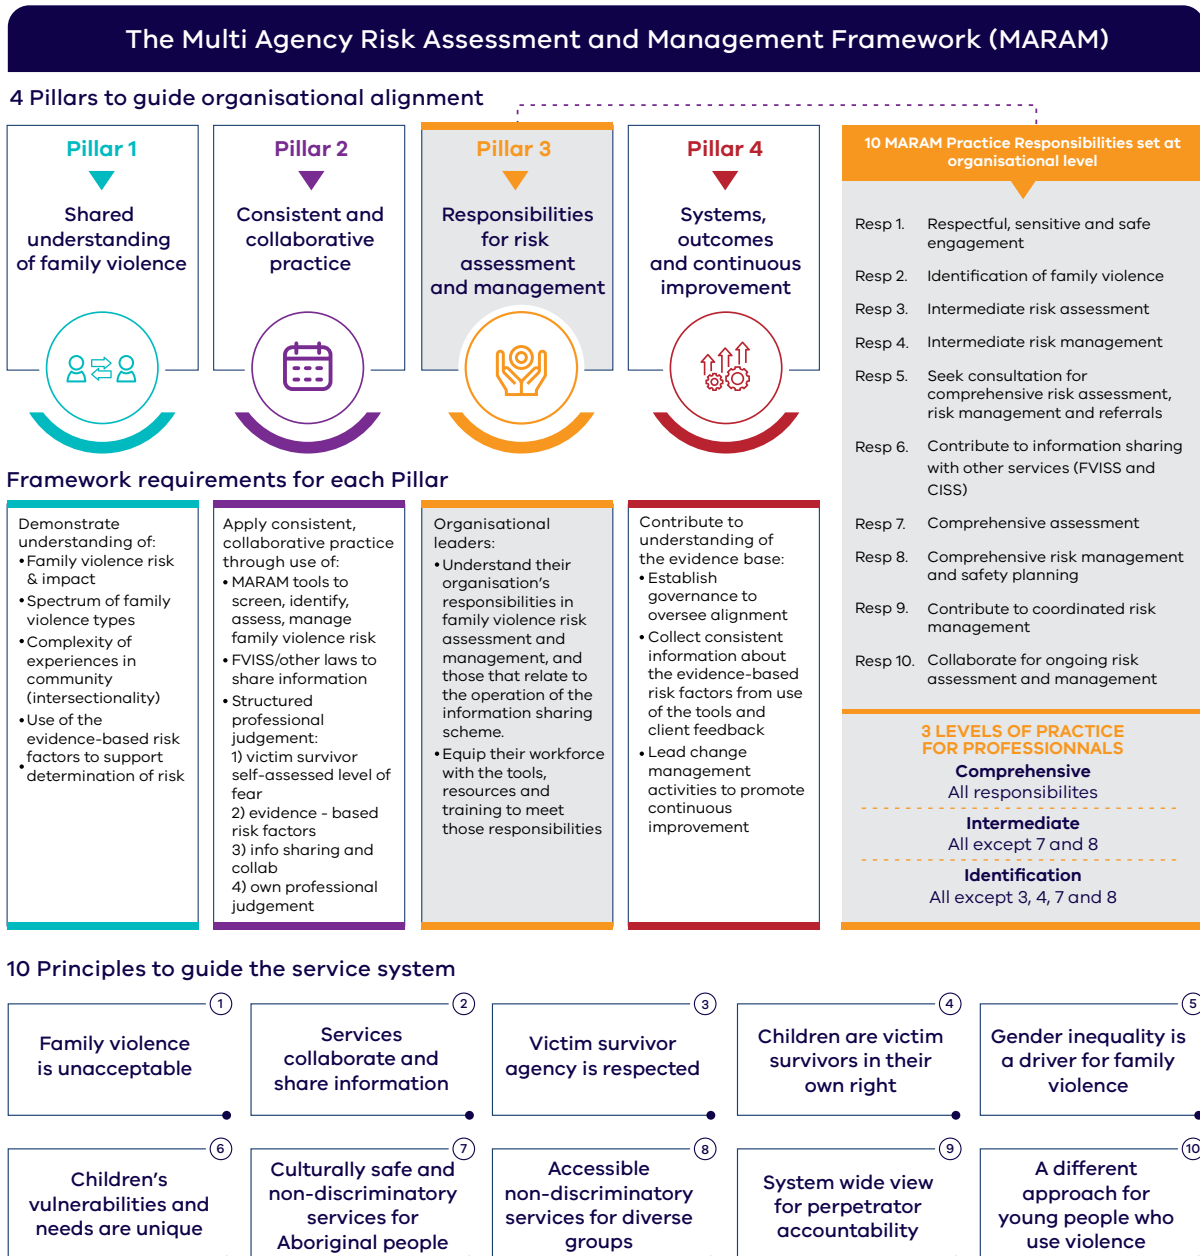 The Multi Agency Risk Assessment and Management Framework (MARAM)
4 Pillars to guide organisational alignment
Pillar 1
Shared
understanding
of family violence
Pillar 2
Consistent and
collaborative
practice
Pillar 3
Responsibilities
for risk
assessment
and management
Pillar 4
Systems,
outcomes
and continuous
improvement
10 MARAM Practice Responsibilities set at
organisational level
Resp 1. Respectful, sensitive and safe
engagement
Resp 2. Identification of family violence
Resp 3. Intermediate risk assessment
Resp 4. Intermediate risk management
Resp 5. Seek consultation for
comprehensive risk assessment,
risk management and referrals
Resp 6. Contribute to information sharing
with other services (FVISS and
CISS)
Resp 7. Comprehensive assessment
Resp 8. Comprehensive risk management
and safety planning
Resp 9. Contribute to coordinated risk
management
Resp 10. Collaborate for ongoing risk
assessment and management
3 LEVELS OF PRACTICE
FOR PROFESSIONNALS
Comprehensive
All responsibilites
Intermediate
All except 7 and 8
Identification
All except 3, 4, 7 and 8
Framework requirements for each Pillar
Demonstrate
understanding of:
• Family violence risk
& impact
• Spectrum of family
violence types
• Complexity of
experiences in
community
(intersectionality)
• Use of the
evidence-based risk
factors to support
• determination of risk
Apply consistent,
collaborative practice
through use of:
• MARAM tools to
screen, identify,
assess, manage
family violence risk
• FVISS/other laws to
share information
• Structured
professional
judgement:
1) victim survivor
self-assessed level of
fear
2) evidence - based
risk factors
3) info sharing and
collab
4) own professional
judgement
Organisational
leaders:
• Understand their
organisation's
responsibilities in
family violence risk
assessment and
management, and
those that relate to
the operation of the
information sharing
scheme.
• Equip their workforce
with the tools,
resources and
training to meet
those responsibilities
Contribute to
understanding of
the evidence base:
• Establish
governance to
oversee alignment
• Collect consistent
information about
the evidence-based
risk factors from use
of the tools and
client feedback
• Lead change
management
activities to promote
continuous
improvement
10 Principles to guide the service system
1
Family violence
is unacceptable
2
Services
collaborate and
share information
3
Victim survivor
agency is respected
4
Children are victim
survivors in their
own right
5
Gender inequality is
a driver for family
violence
6
Children's
vulnerabilities and
needs are unique
7
Culturally safe and
non-discriminatory
services for
Aboriginal people
8
Accessible
non-discriminatory
services for diverse
groups
9
System wide view
for perpetrator
accountability
10
A different
approach for
young people who
use violence